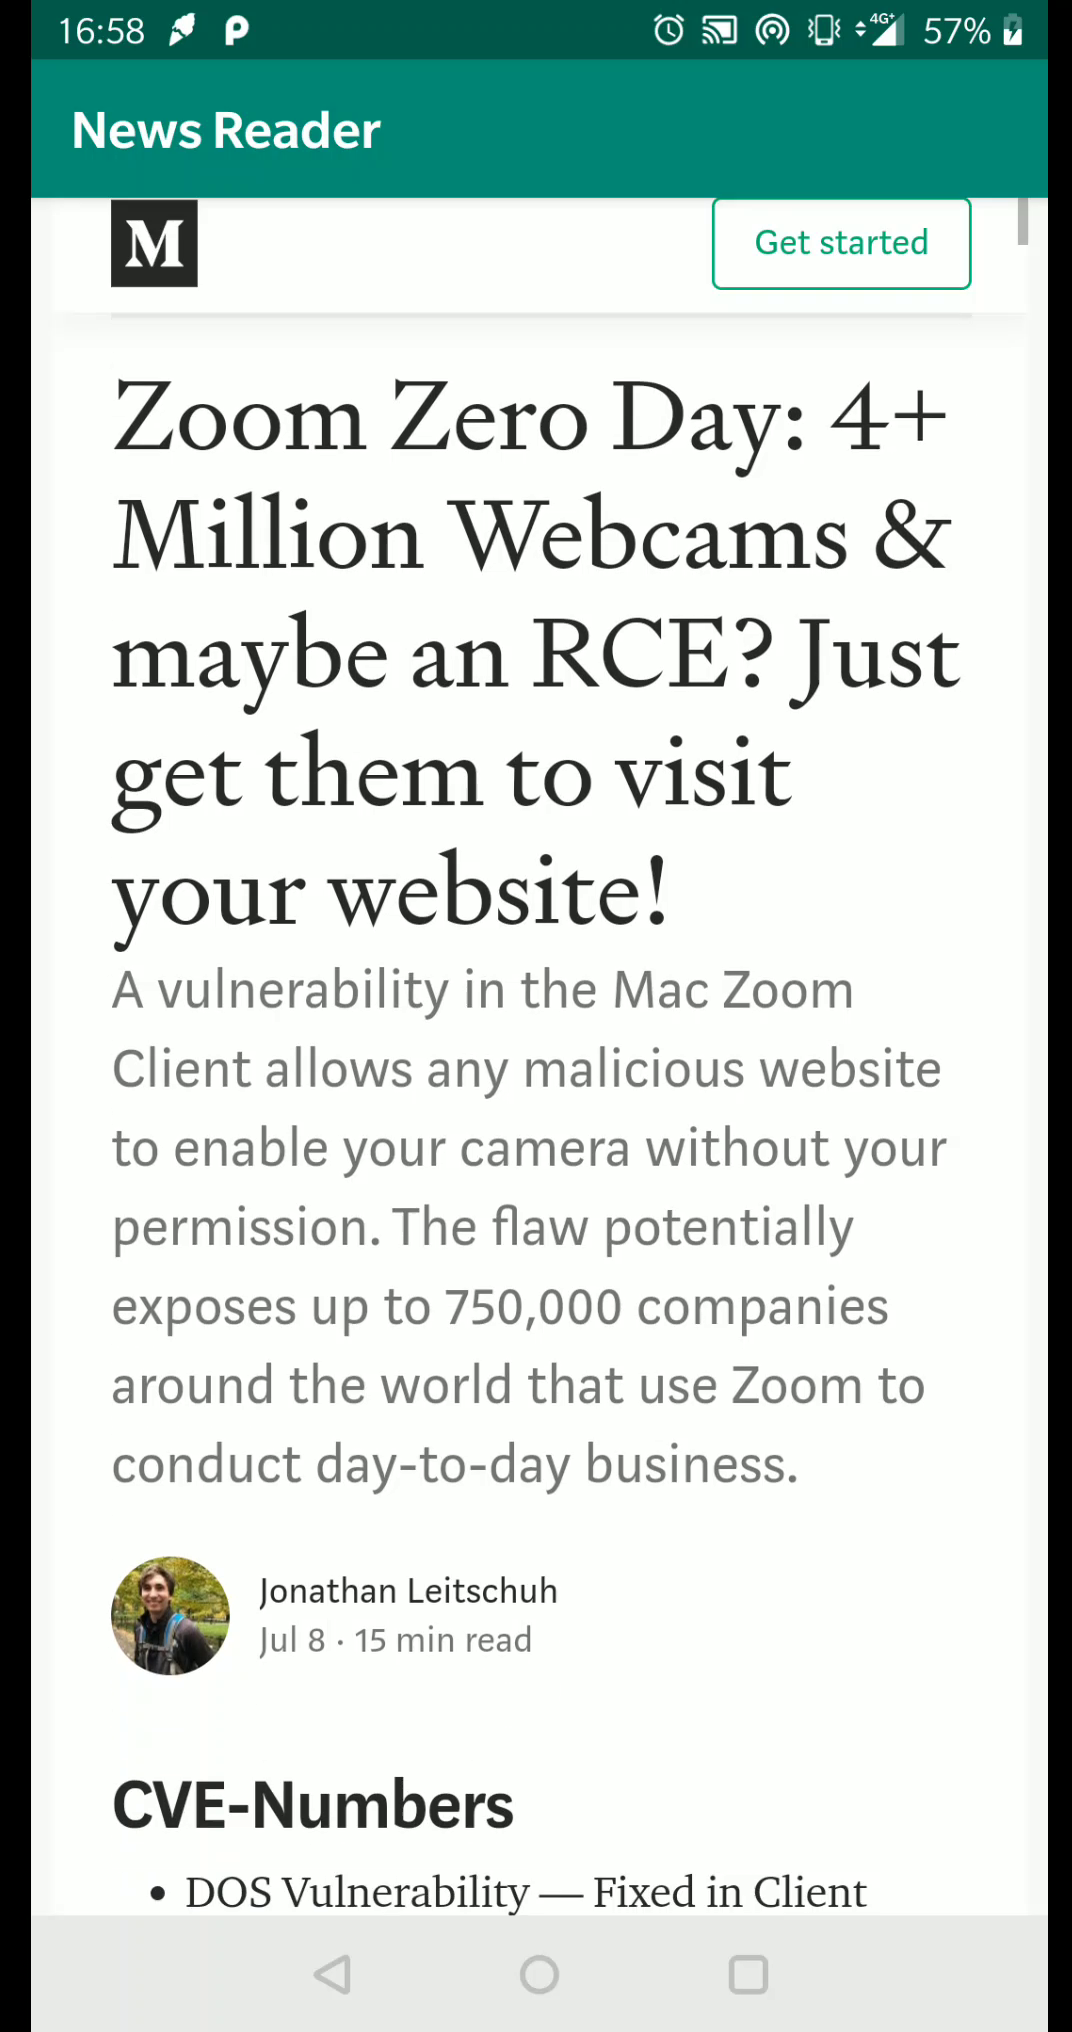 16:58 4G+ 57%
News Reader
M Get started
Zoom Zero Day: 4+
Million Webcams &
maybe an RCE? Just
get them to visit
your website!
A vulnerability in the Mac Zoom
Client allows any malicious website
to enable your camera without your
permission. The flaw potentially
exposes up to 750,000 companies
around the world that use Zoom to
conduct day-to-day business.
Jonathan Leitschuh
Jul 8 · 15 min read
CVE-Numbers
• DOS Vulnerability — Fixed in Client